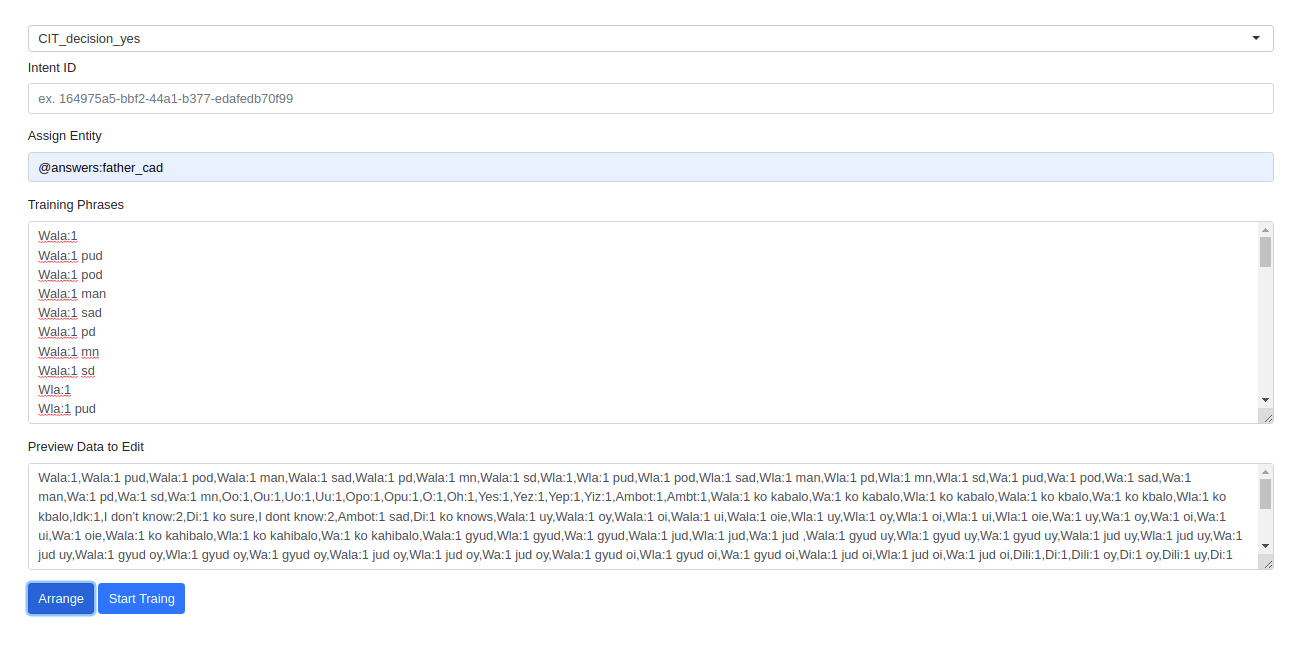 CIT_decision_yes
Intent ID
ex. 164975a5-bbf2-44a1-b377-edafedb70f99
Assign Entity
@answers:father_cad
Training Phrases
Wala:1
Wala:1 pud
Wala:1 pod
Wala:1 man
Wala:1 sad
Wala:1 pd
Wala:1 mn
Wala:1 sd
Wla:1
Wla:1 pud
Preview Data to Edit
Wala:1,Wala:1 pud,Wala:1 pod,Wala:1 man,Wala:1 sad,Wala:1 pd,Wala:1 mn,Wala:1 sd,Wla:1,Wla:1 pud,Wla:1 pod,Wla:1 sad,Wla:1 man,Wla:1 pd,Wla:1 mn,Wla:1 sd,Wa:1 pud,Wa:1 pod,Wa:1 sad,Wa:1
man,Wa:1 pd,Wa:1 sd,Wa:1 mn,Oo:1,Ou:1,Uo:1,Uu:1,Opo:1,Opu:1,O:1,Oh:1,Yes:1,Yez:1,Yep:1,Yiz:1,Ambot:1,Ambt:1,Wala:1 ko kabalo,Wa:1 ko kabalo,Wla:1 ko kabalo,Wala:1 ko kbalo,Wa:1 ko kbalo,Wla:1 ko
kbalo,Idk:1,I don't know:2,Di:1 ko sure,I dont know:2,Ambot:1 sad,Di:1 ko knows,Wala:1 uy,Wala:1 oy,Wala:1 oi,Wala:1 ui,Wala:1 oie,Wla:1 uy,Wla:1 oy,Wla:1 oi,Wla:1 ui,Wla:1 oie,Wa:1 uy,Wa:1 oy,Wa:1 oi,Wa:1
ui,Wa:1 oie,Wala:1 ko kahibalo,Wla:1 ko kahibalo,Wa:1 ko kahibalo,Wala:1 gyud,Wla:1 gyud,Wa:1 gyud,Wala:1 jud,Wla:1 jud,Wa:1 jud ,Wala:1 gyud uy,Wla:1 gyud uy,Wa:1 gyud uy,Wala:1 jud uy,Wla:1 jud uy,Wa:1
jud uy,Wala:1 gyud oy,Wla:1 gyud oy,Wa:1 gyud oy,Wala:1 jud oy,Wla:1 jud oy,Wa:1 jud oy,Wala:1 gyud oi,Wla:1 gyud oi,Wa:1 gyud oi,Wala:1 jud oi,Wla:1 jud oi,Wa:1 jud oi,Dili:1,Di:1,Dili:1 oy,Di:1 oy,Dili:1 uy,Di:1
Arrange
Start Traing